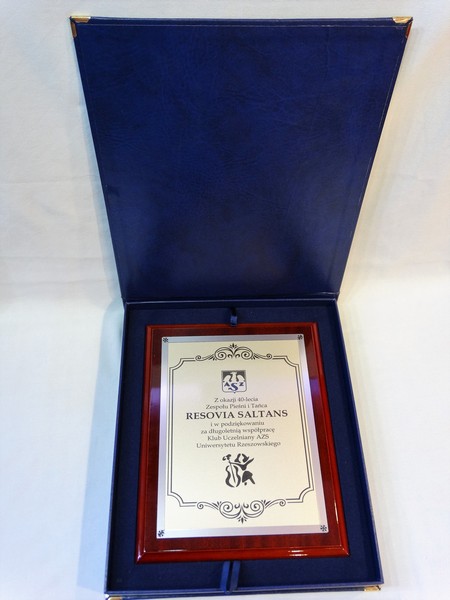 AZS
Z okazji 40-lecia
Zespołu Pieśni i Tańca
RESOVIA SALTANS
i w podziękowaniu
za długoletnią współpracę
Klub Uczelniany AZS
Uniwersytetu Rzeszowskiego